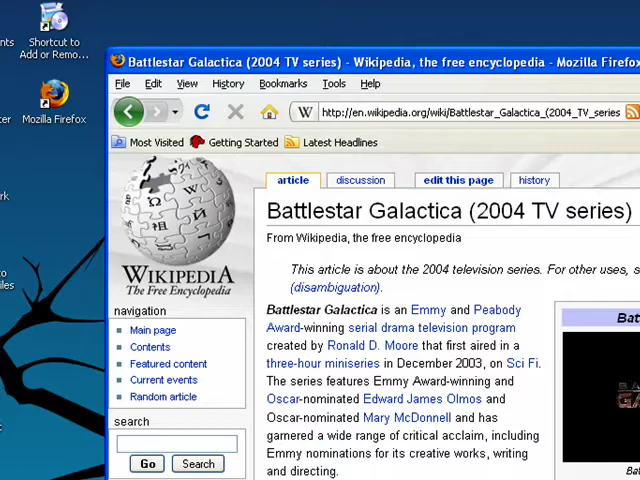 Shortcut to
Add or Remo...
Mozilla Firefox
Battlestar Galactica (2004 TV series) - Wikipedia, the free encyclopedia - Mozilla Firefox
File Edit View History Bookmarks Tools Help
W http://en.wikipedia.org/wiki/Battlestar_Galactica_(2004_TV_series
Most Visited Getting Started Latest Headlines
article discussion edit this page history
Battlestar Galactica (2004 TV series)
From Wikipedia, the free encyclopedia
WIKIPEDIA
The Free Encyclopedia
This article is about the 2004 television series. For other uses, s
(disambiguation).
navigation
Main page
Contents
Featured content
Current events
Random article
search
Go Search
Battlestar Galactica is an Emmy and Peabody
Award-winning serial drama television program
created by Ronald D. Moore that first aired in a
three-hour miniseries in December 2003, on Sci Fi.
The series features Emmy Award-winning and
Oscar-nominated Edward James Olmos and
Oscar-nominated Mary McDonnell and has
garnered a wide range of critical acclaim, including
Emmy nominations for its creative works, writing
and directing.
Bat
Bat